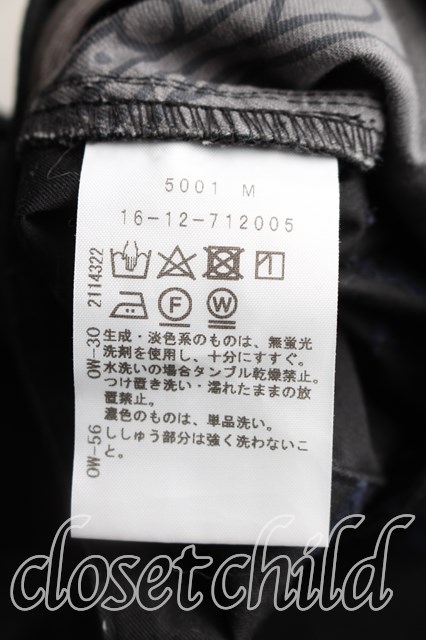 5001 M
16-12-712005
F
W
2114322
OW-30
OW-56
生成・淡色系のものは、無蛍光
洗剤を使用し、十分にすすぐ。
水洗いの場合タンブル乾燥禁止。
つけ置き洗い・濡れたままの放
置禁止。
濃色のものは、単品洗い。
ししゅう部分は強く洗わないこ
と。
closetchild